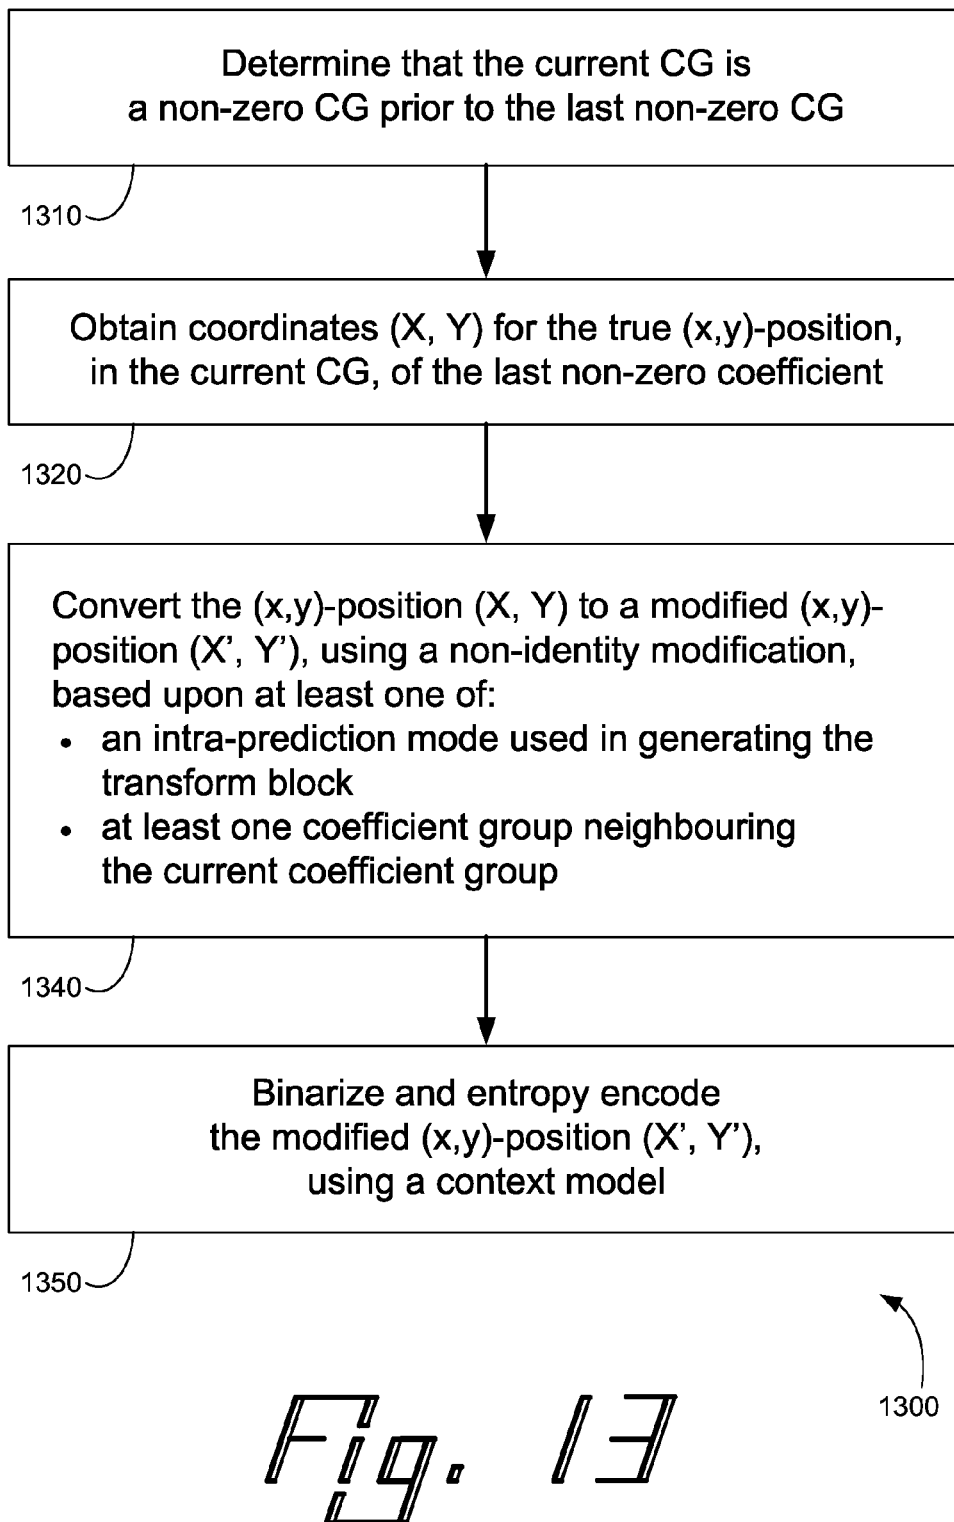 Determine that the current CG is
a non-zero CG prior to the last non-zero CG
1310
Obtain coordinates (X, Y) for the true (x,y)-position,
in the current CG, of the last non-zero coefficient
1320
Convert the (x,y)-position (X, Y) to a modified (x,y)-
position (X’, Y’), using a non-identity modification,
based upon at least one of:
• an intra-prediction mode used in generating the
transform block
• at least one coefficient group neighbouring
the current coefficient group
1340
Binarize and entropy encode
the modified (x,y)-position (X’, Y’),
using a context model
1350
1300
Fig. 13